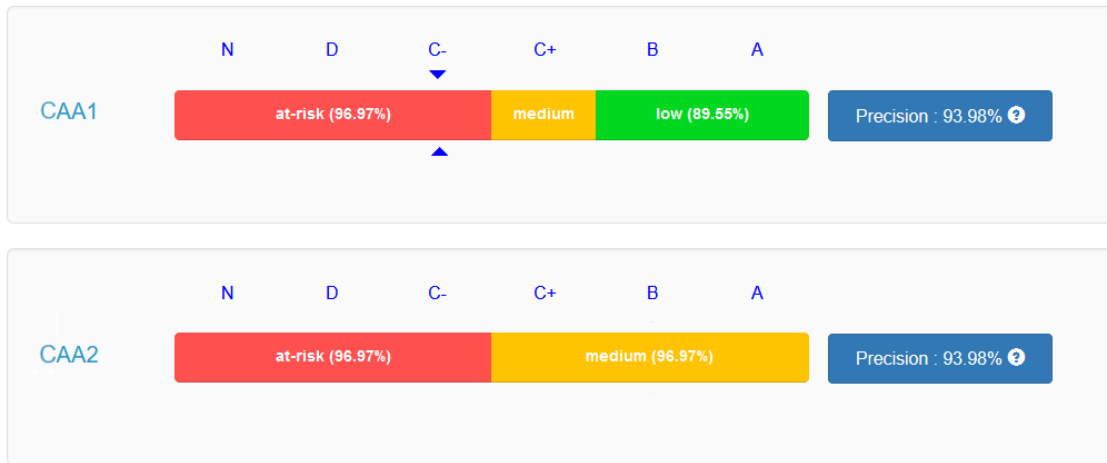 N D C- C+ B A
CAA1 at-risk (96.97%) medium low (89.55%) Precision : 93.98% ?
N D C- C+ B A
CAA2 at-risk (96.97%) medium (96.97%) Precision : 93.98% ?